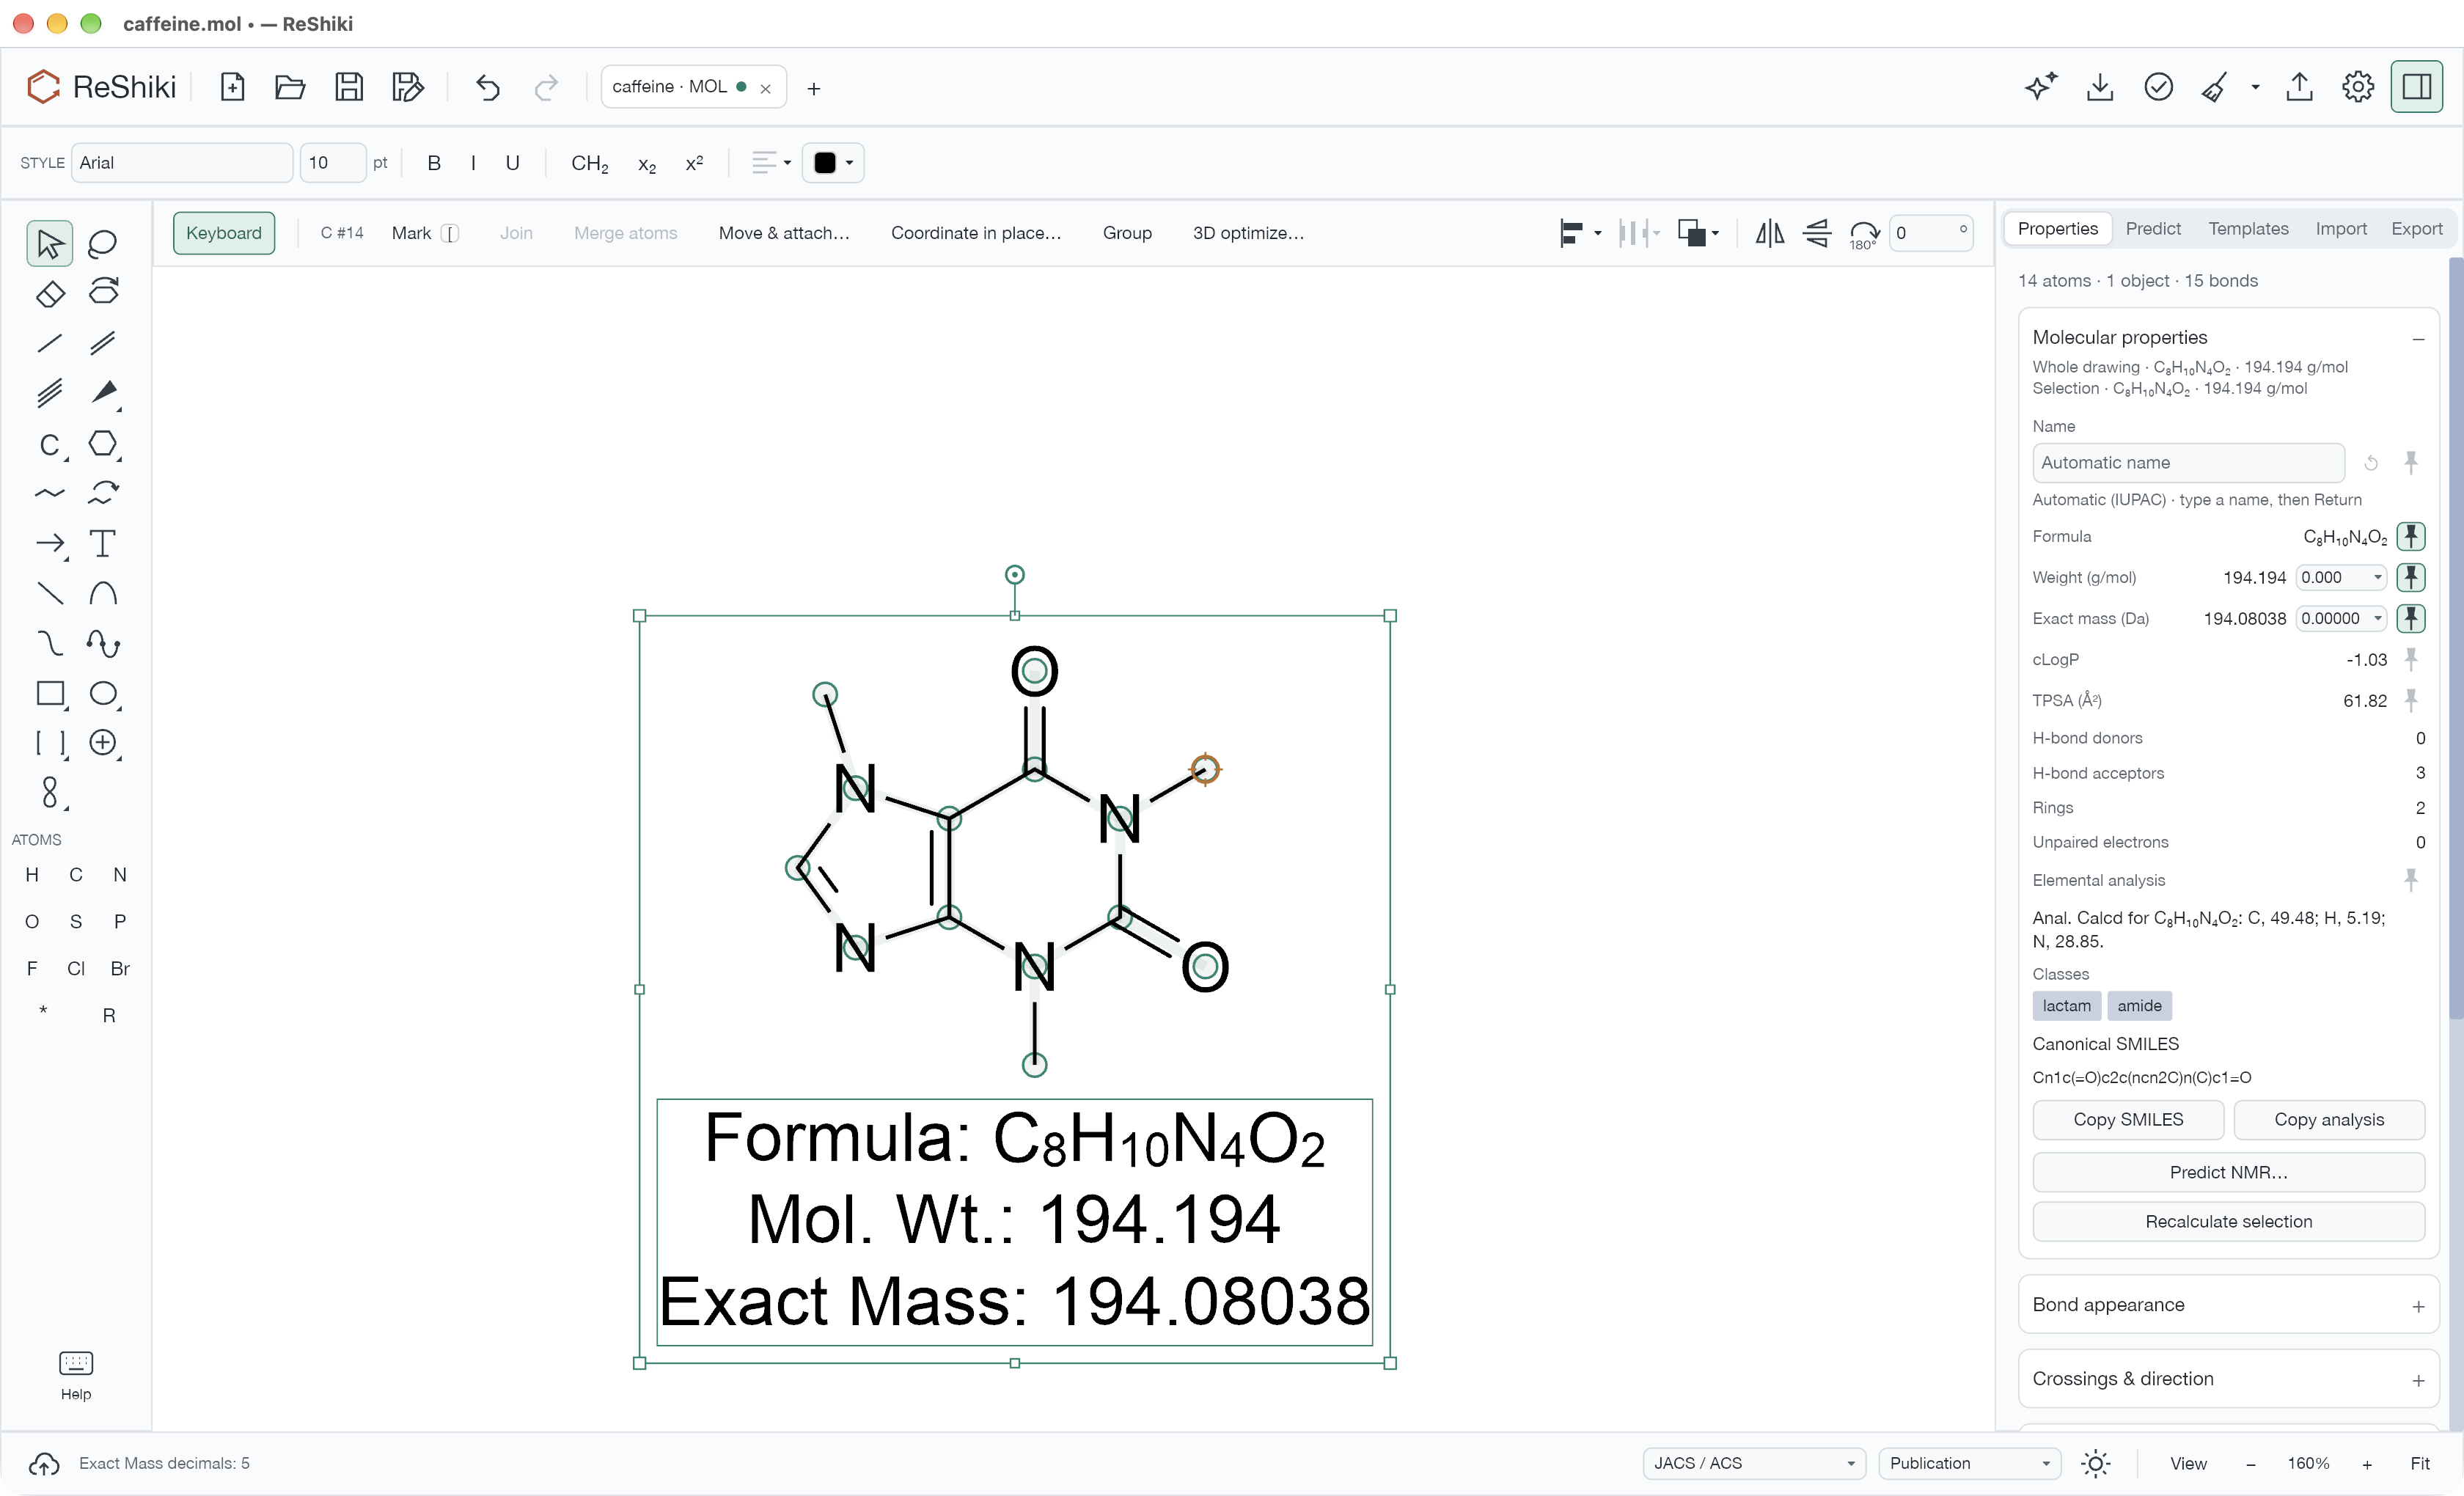 caffeine.mol • — ReShiki
ReShiki
caffeine · MOL
STYLE Arial 10 pt B I U CH₂ x₂ x²
Keyboard C #14 Mark [ Join Merge atoms Move & attach… Coordinate in place… Group 3D optimize… 180° 0 °
Properties Predict Templates Import Export
14 atoms · 1 object · 15 bonds
Molecular properties
Whole drawing · C₈H₁₀N₄O₂ · 194.194 g/mol
Selection · C₈H₁₀N₄O₂ · 194.194 g/mol
Name
Automatic name
Automatic (IUPAC) · type a name, then Return
Formula C₈H₁₀N₄O₂
Weight (g/mol) 194.194 0.000
Exact mass (Da) 194.08038 0.00000
cLogP -1.03
TPSA (Å²) 61.82
H-bond donors 0
H-bond acceptors 3
Rings 2
Unpaired electrons 0
Elemental analysis
Anal. Calcd for C₈H₁₀N₄O₂: C, 49.48; H, 5.19;
N, 28.85.
Classes
lactam amide
Canonical SMILES
Cn1c(=O)c2c(ncn2C)n(C)c1=O
Copy SMILES Copy analysis
Predict NMR…
Recalculate selection
Bond appearance
Crossings & direction
C
T
ATOMS
H C N
O S P
F Cl Br
* R
Help
O
N
N
N
N
O
Formula: C₈H₁₀N₄O₂
Mol. Wt.: 194.194
Exact Mass: 194.08038
Exact Mass decimals: 5
JACS / ACS Publication View − 160% + Fit